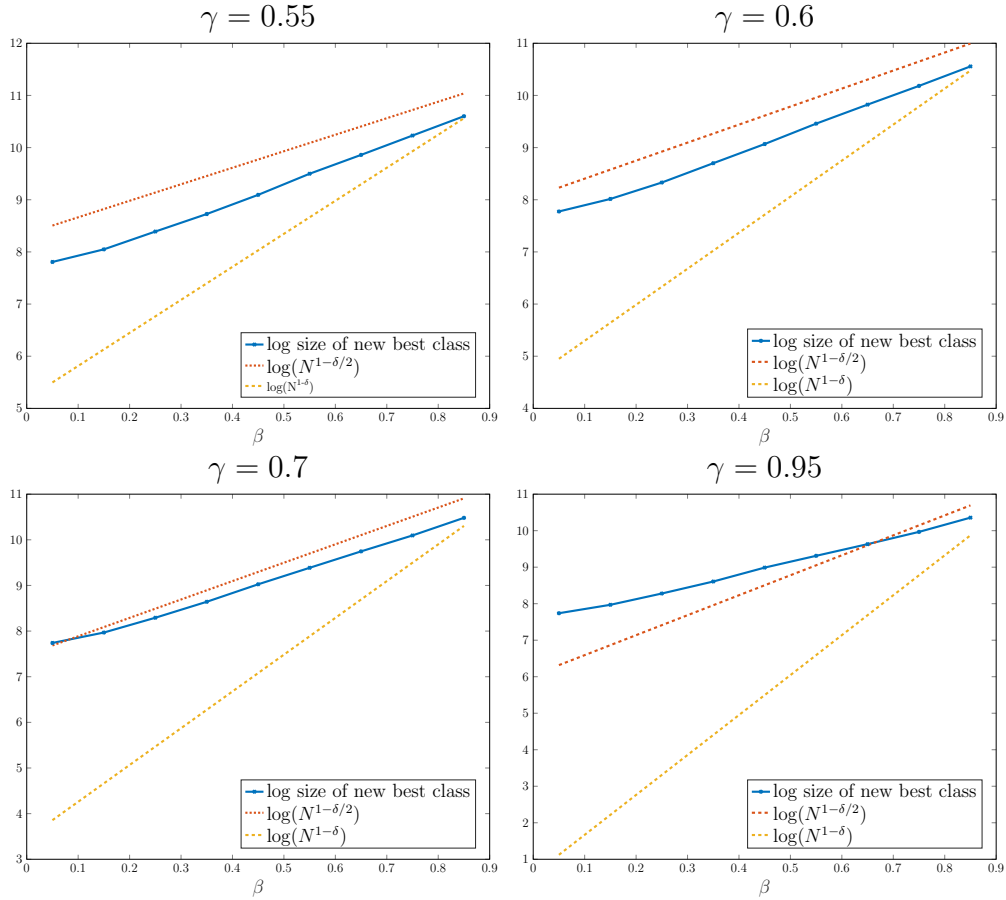 γ = 0.55
12
11
10
9
8
7
6
5
0 0.1 0.2 0.3 0.4 0.5 0.6 0.7 0.8 0.9
β
log size of new best class
log(N^{1−δ/2})
log(N^{1-δ})
γ = 0.6
11
10
9
8
7
6
5
4
0 0.1 0.2 0.3 0.4 0.5 0.6 0.7 0.8 0.9
β
log size of new best class
log(N^{1−δ/2})
log(N^{1−δ})
γ = 0.7
11
10
9
8
7
6
5
4
3
0 0.1 0.2 0.3 0.4 0.5 0.6 0.7 0.8 0.9
β
log size of new best class
log(N^{1−δ/2})
log(N^{1−δ})
γ = 0.95
11
10
9
8
7
6
5
4
3
2
1
0 0.1 0.2 0.3 0.4 0.5 0.6 0.7 0.8 0.9
β
log size of new best class
log(N^{1−δ/2})
log(N^{1−δ})